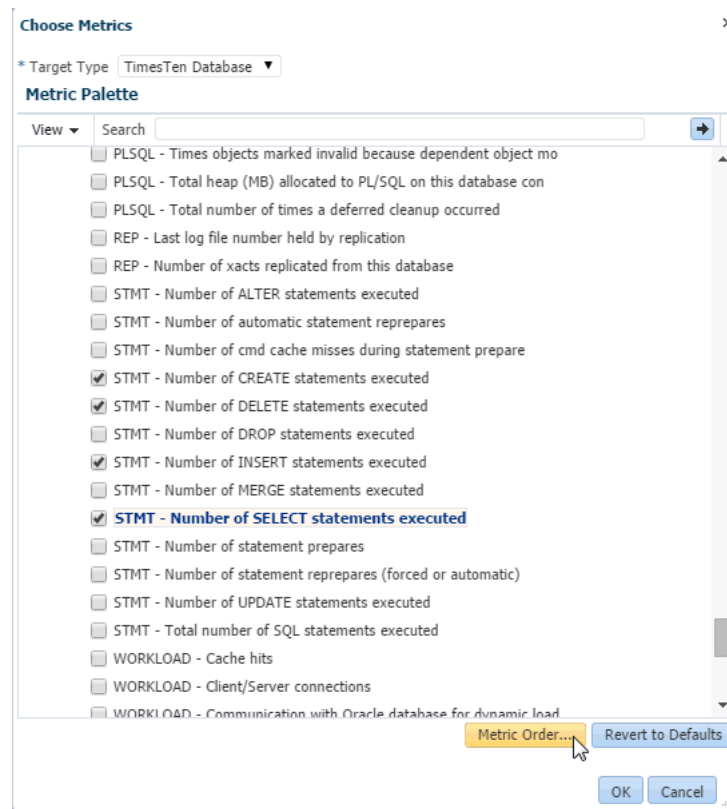 Choose Metrics
* Target Type TimesTen Database
Metric Palette
View Search
PLSQL - Times objects marked invalid because dependent object mo
PLSQL - Total heap (MB) allocated to PL/SQL on this database con
PLSQL - Total number of times a deferred cleanup occurred
REP - Last log file number held by replication
REP - Number of xacts replicated from this database
STMT - Number of ALTER statements executed
STMT - Number of automatic statement reprepares
STMT - Number of cmd cache misses during statement prepare
STMT - Number of CREATE statements executed
STMT - Number of DELETE statements executed
STMT - Number of DROP statements executed
STMT - Number of INSERT statements executed
STMT - Number of MERGE statements executed
STMT - Number of SELECT statements executed
STMT - Number of statement prepares
STMT - Number of statement reprepares (forced or automatic)
STMT - Number of UPDATE statements executed
STMT - Total number of SQL statements executed
WORKLOAD - Cache hits
WORKLOAD - Client/Server connections
WORKLOAD - Communication with Oracle database for dynamic load
Metric Order... Revert to Defaults
OK Cancel